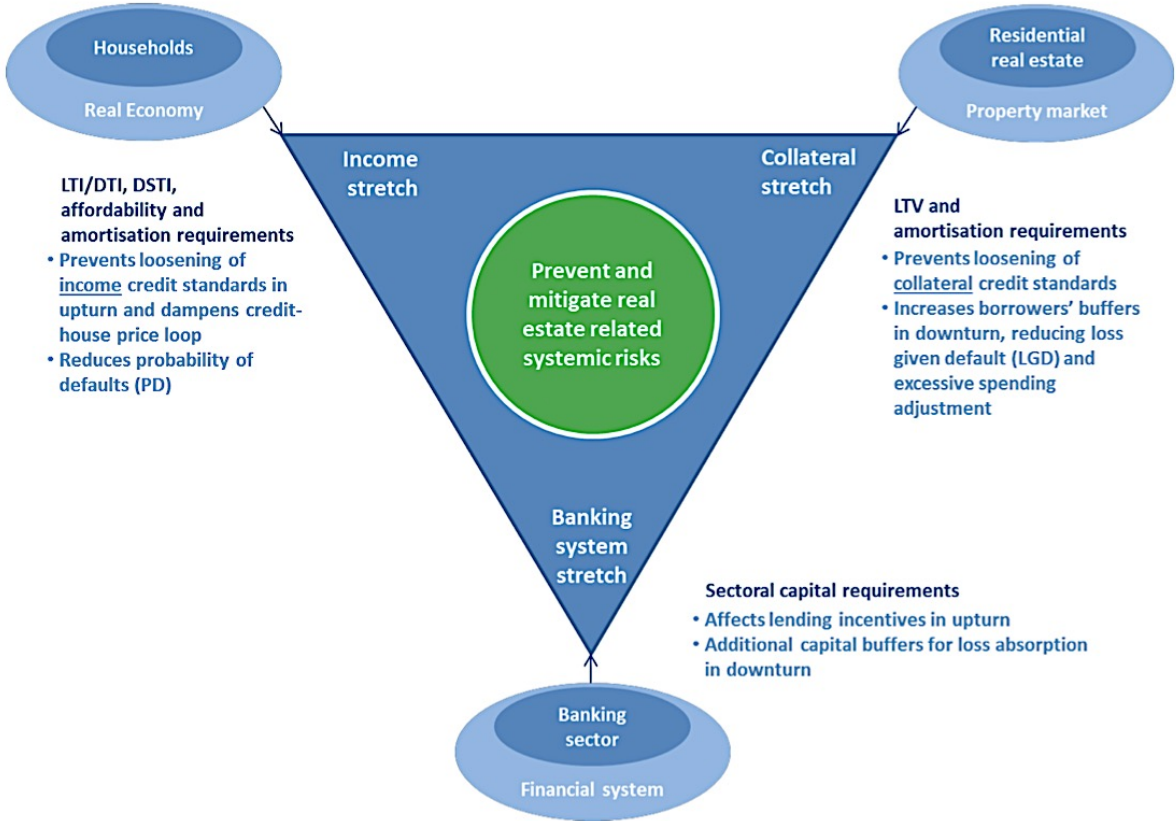 Households
Real Economy
Residential
real estate
Property market
Income
stretch
Collateral
stretch
LTI/DTI, DSTI,
affordability and
amortisation requirements
• Prevents loosening of
income credit standards in
upturn and dampens credit-
house price loop
• Reduces probability of
defaults (PD)
Prevent and
mitigate real
estate related
systemic risks
LTV and
amortisation requirements
• Prevents loosening of
collateral credit standards
• Increases borrowers' buffers
in downturn, reducing loss
given default (LGD) and
excessive spending
adjustment
Banking
system
stretch
Sectoral capital requirements
• Affects lending incentives in upturn
• Additional capital buffers for loss absorption
in downturn
Banking
sector
Financial system